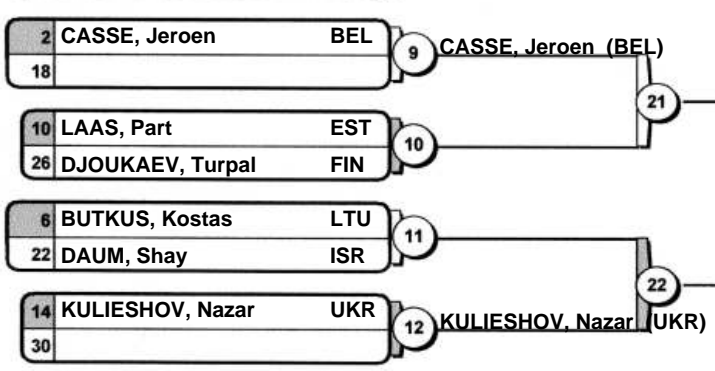 2 CASSE, Jeroen BEL
9 CASSE, Jeroen (BEL)
18
21
10 LAAS, Part EST
10
26 DJOUKAEV, Turpal FIN
6 BUTKUS, Kostas LTU
11
22 DAUM, Shay ISR
22
14 KULIESHOV, Nazar UKR
12 KULIESHOV, Nazar (UKR)
30